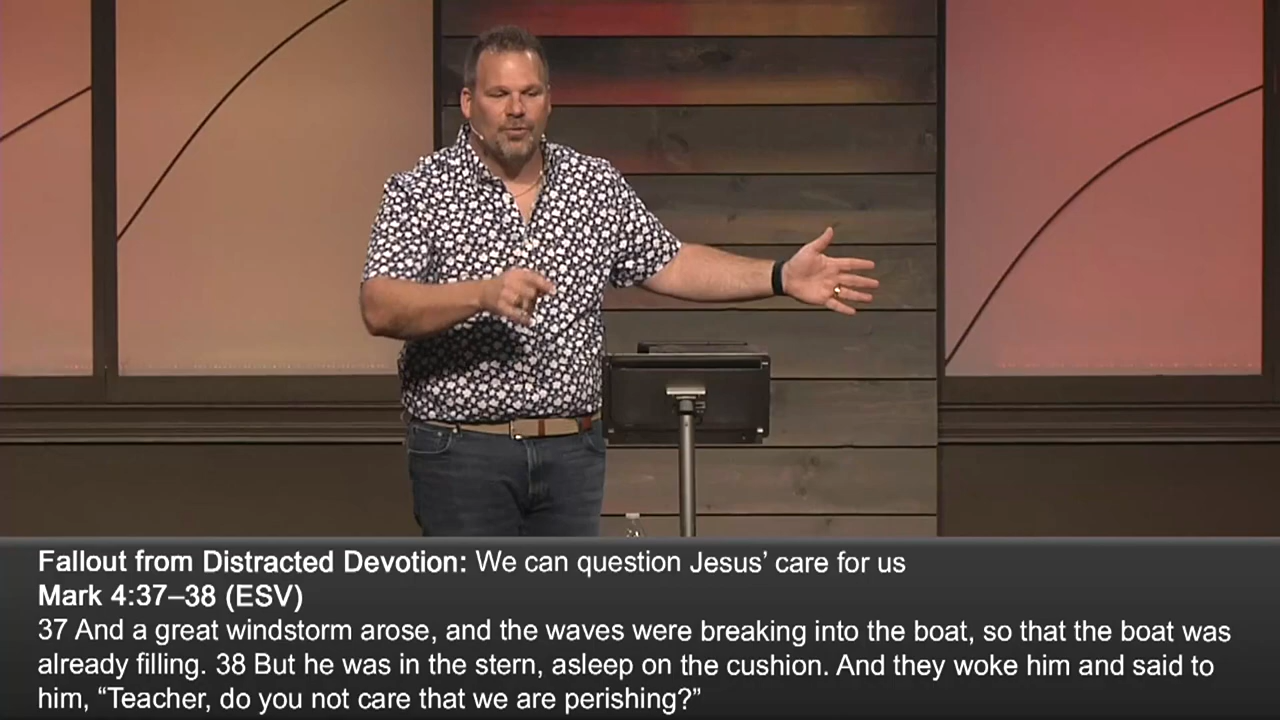 Fallout from Distracted Devotion: We can question Jesus’ care for us
Mark 4:37–38 (ESV)
37 And a great windstorm arose, and the waves were breaking into the boat, so that the boat was
already filling. 38 But he was in the stern, asleep on the cushion. And they woke him and said to
him, “Teacher, do you not care that we are perishing?”